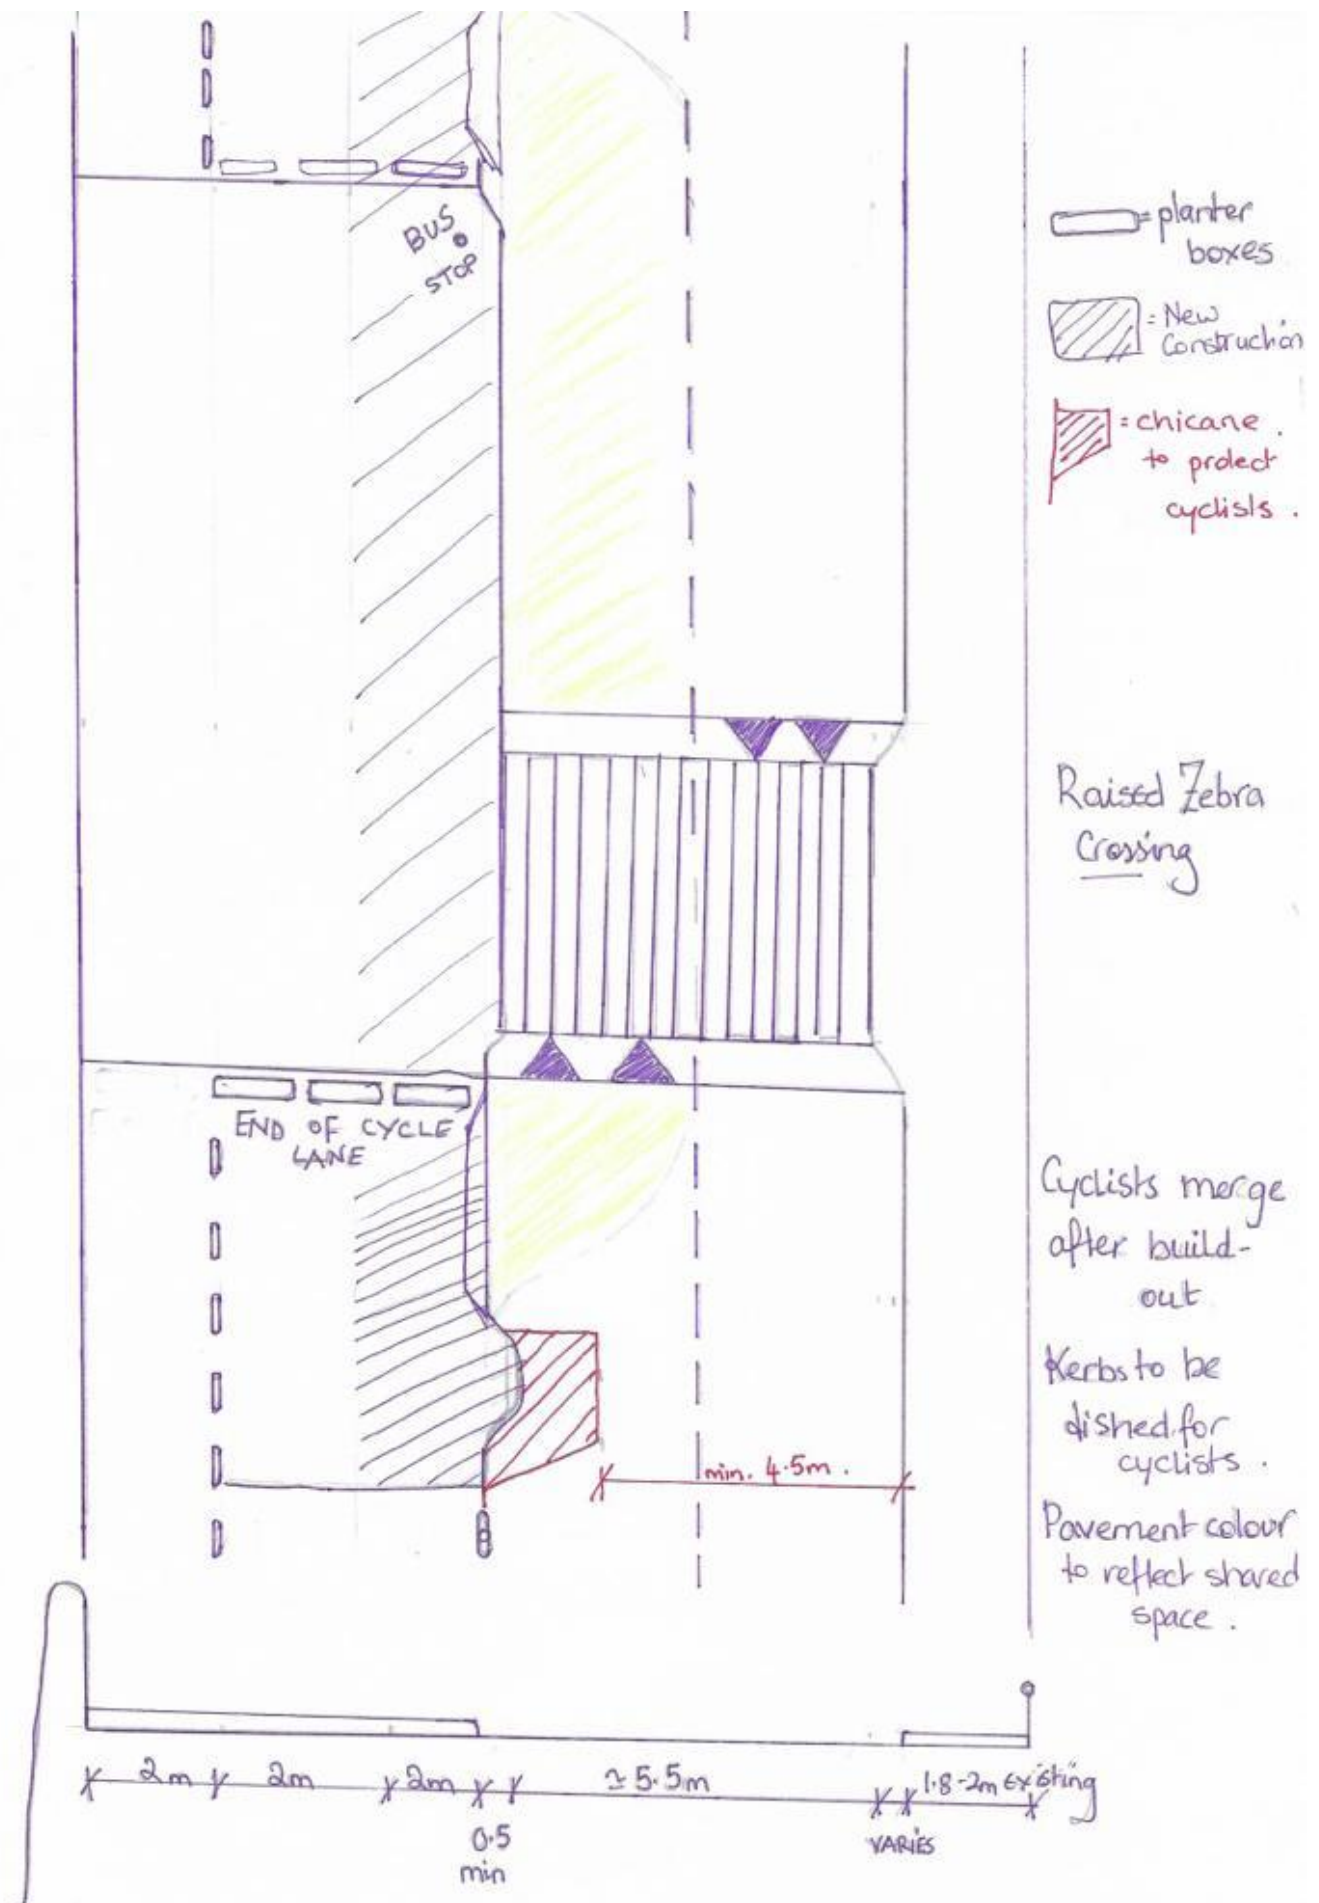 BUS
STOP
= planter
boxes
= New
Construction
= chicane.
to protect
cyclists.
Raised Zebra
Crossing
END OF CYCLE
LANE
Cyclists merge
after build-
out
Kerbs to be
dished for
cyclists.
min. 4.5m.
Pavement colour
to reflect shared
space.
2m 2m 2m ≃5.5m 1.8-2m existing
0.5
min
VARIES